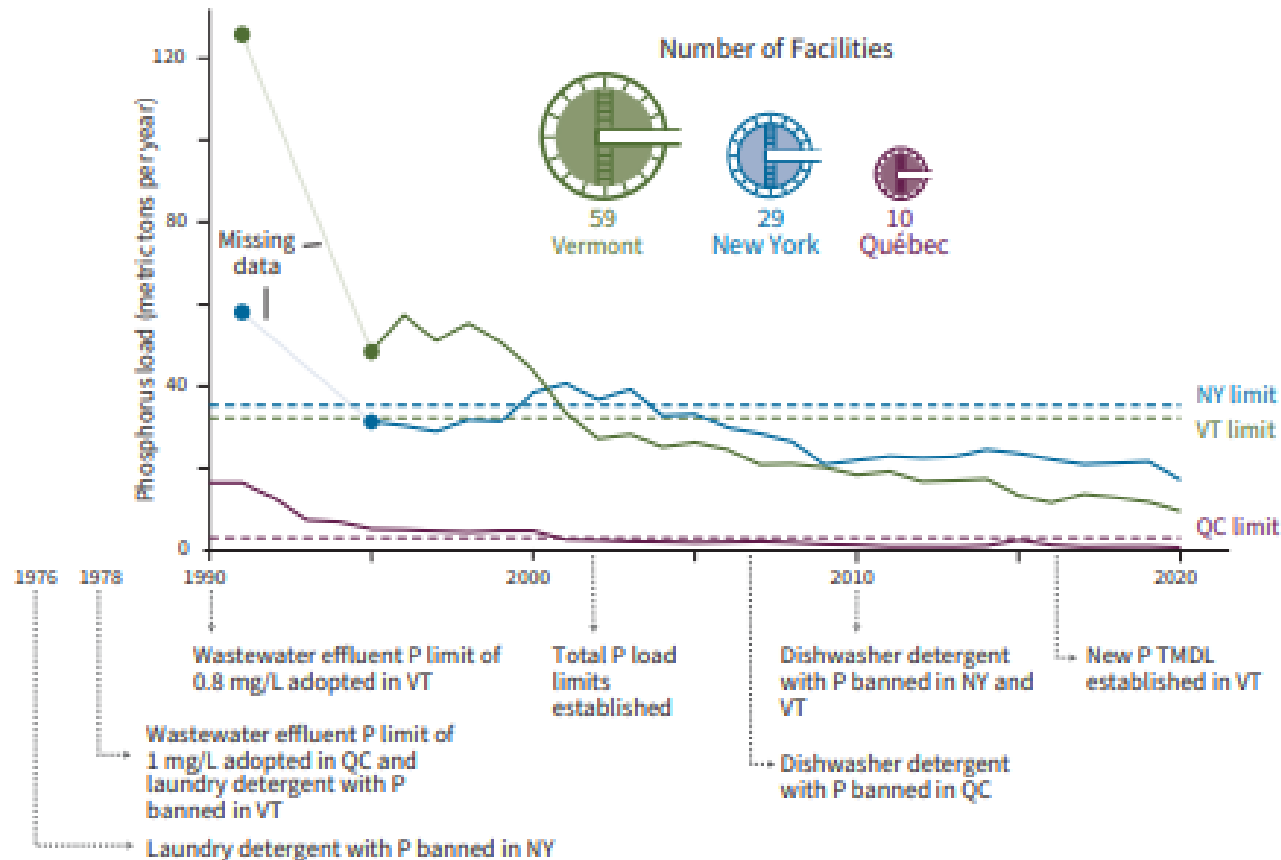 Number of Facilities
59
Vermont
29
New York
10
Québec
Phosphorus load (metric tons per year)
120
80
40
0
Missing
data
NY limit
VT limit
QC limit
1976
1978
1990
2000
2010
2020
Wastewater effluent P limit of
0.8 mg/L adopted in VT
Total P load
limits
established
Dishwasher detergent
with P banned in NY and
VT
New P TMDL
established in VT
Wastewater effluent P limit of
1 mg/L adopted in QC and
laundry detergent with P
banned in VT
Dishwasher detergent
with P banned in QC
Laundry detergent with P banned in NY